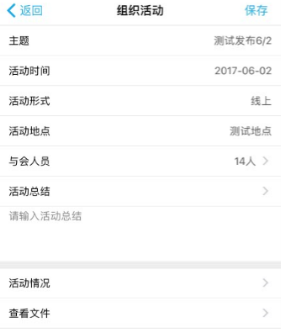 返回 组织活动 保存
主题 测试发布6/2
活动时间 2017-06-02
活动形式 线上
活动地点 测试地点
与会人员 14人
活动总结
请输入活动总结
活动情况
查看文件